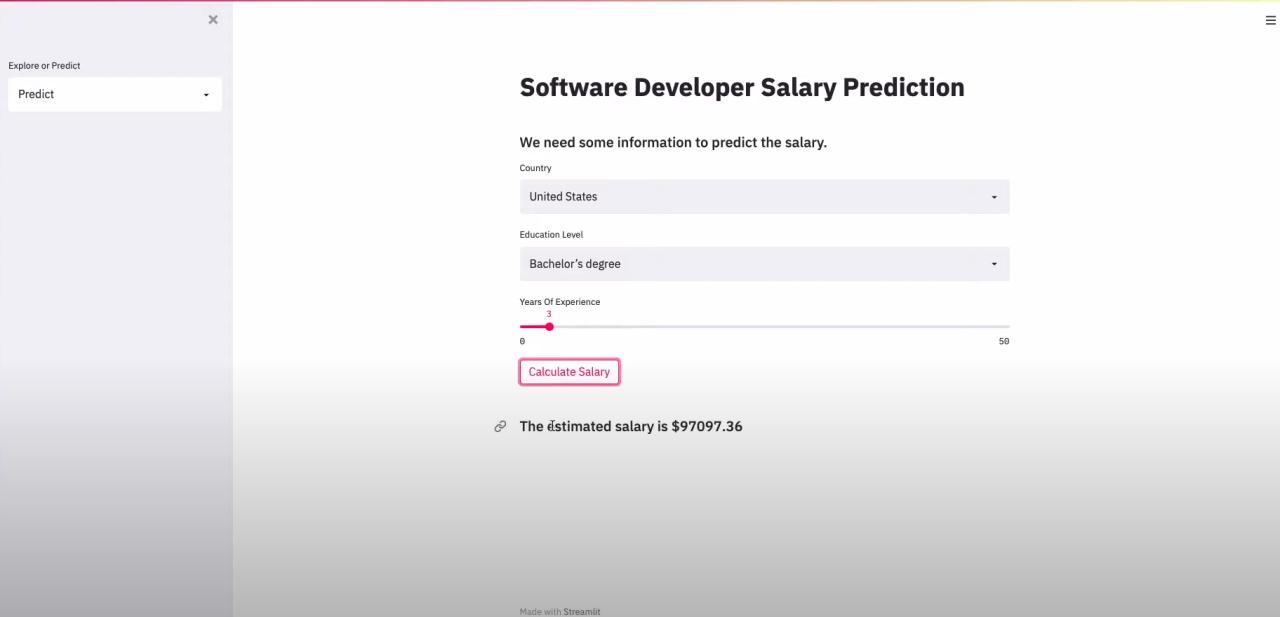 Explore or Predict
Predict
Software Developer Salary Prediction
We need some information to predict the salary.
Country
United States
Education Level
Bachelor's degree
Years Of Experience
3
0 50
Calculate Salary
The estimated salary is $97097.36
Made with Streamlit